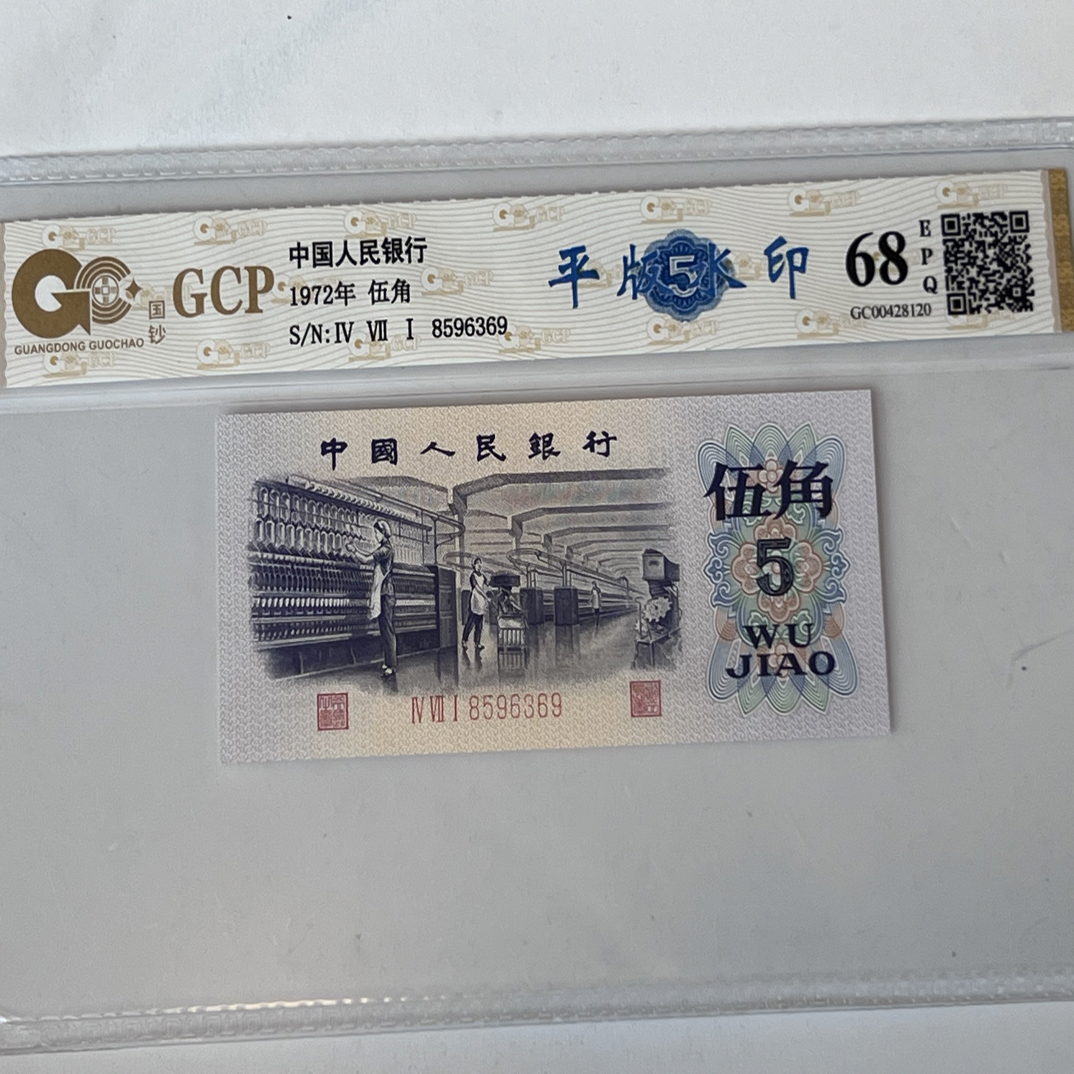 GCP
国钞
GUANGDONG GUOCHAO
中国人民银行
1972年 伍角
S/N: IV VII I 8596369
平版水印
5
68
EPQ
GC00428120
中國人民銀行
伍角
5
WU
JIAO
IV VII I 8596369